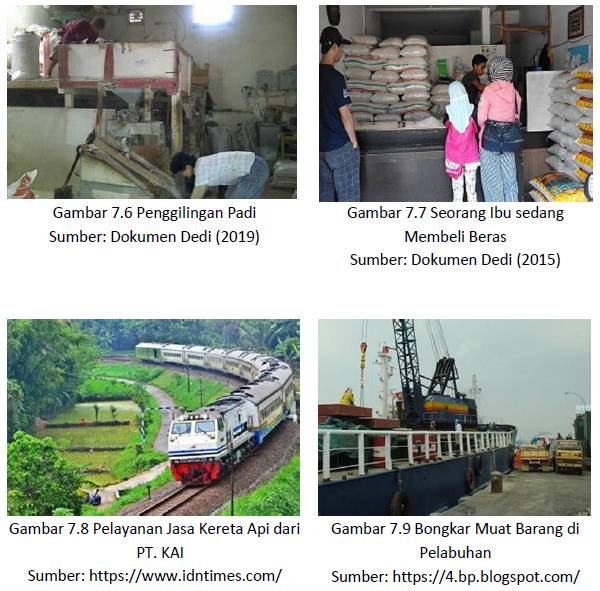 Gambar 7.6 Penggilingan Padi
Sumber: Dokumen Dedi (2019)
Gambar 7.7 Seorang Ibu sedang
Membeli Beras
Sumber: Dokumen Dedi (2015)
Gambar 7.8 Pelayanan Jasa Kereta Api dari
PT. KAI
Sumber: https://www.idntimes.com/
Gambar 7.9 Bongkar Muat Barang di
Pelabuhan
Sumber: https://4.bp.blogspot.com/